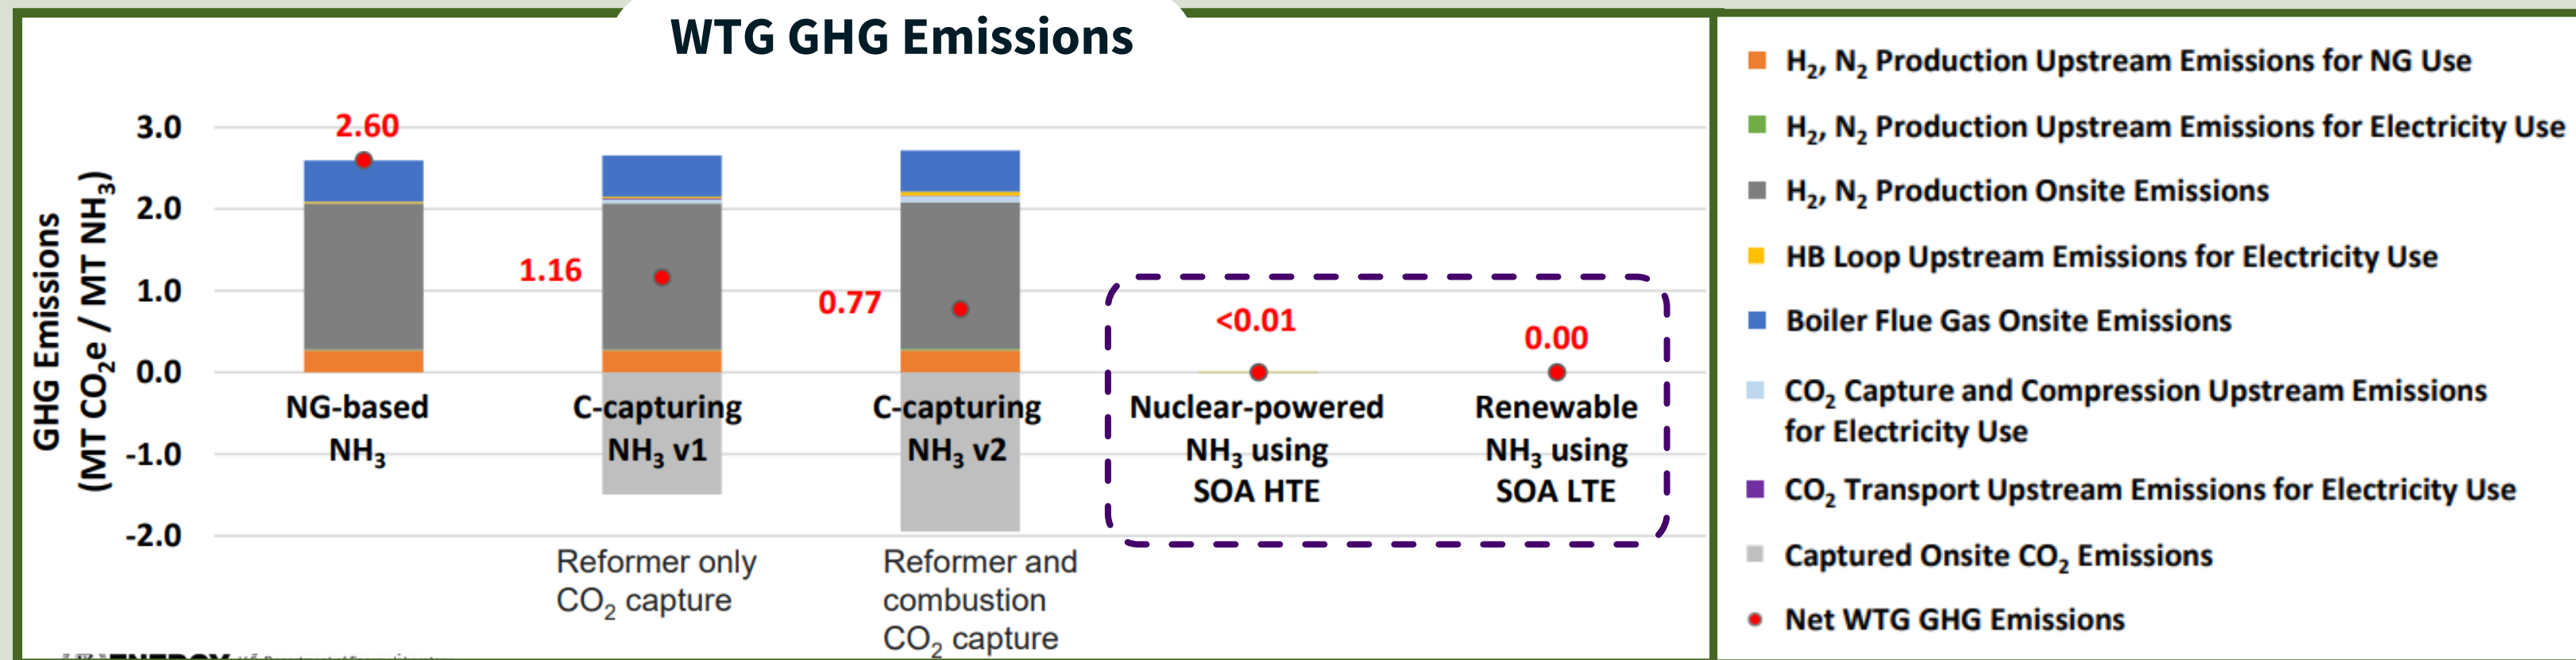 WTG GHG Emissions
GHG Emissions
(MT CO₂e / MT NH₃)
3.0
2.0
1.0
0.0
-1.0
-2.0
2.60
1.16
0.77
<0.01
0.00
NG-based
NH₃
C-capturing
NH₃ v1
C-capturing
NH₃ v2
Nuclear-powered
NH₃ using
SOA HTE
Renewable
NH₃ using
SOA LTE
Reformer only
CO₂ capture
Reformer and
combustion
CO₂ capture
H₂, N₂ Production Upstream Emissions for NG Use
H₂, N₂ Production Upstream Emissions for Electricity Use
H₂, N₂ Production Onsite Emissions
HB Loop Upstream Emissions for Electricity Use
Boiler Flue Gas Onsite Emissions
CO₂ Capture and Compression Upstream Emissions
for Electricity Use
CO₂ Transport Upstream Emissions for Electricity Use
Captured Onsite CO₂ Emissions
Net WTG GHG Emissions